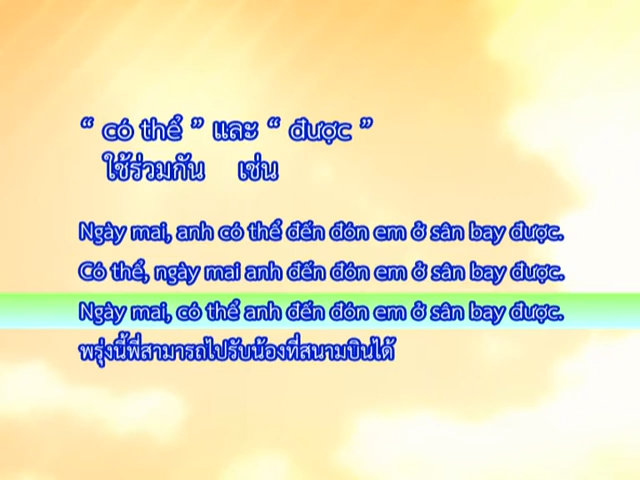 “ có thể ” และ “ được ”
ใช้ร่วมกัน เช่น
Ngày mai, anh có thể đến đón em ở sân bay được.
Có thể, ngày mai anh đến đón em ở sân bay được.
Ngày mai, có thể anh đến đón em ở sân bay được.
พรุ่งนี้พี่สามารถไปรับน้องที่สนามบินได้